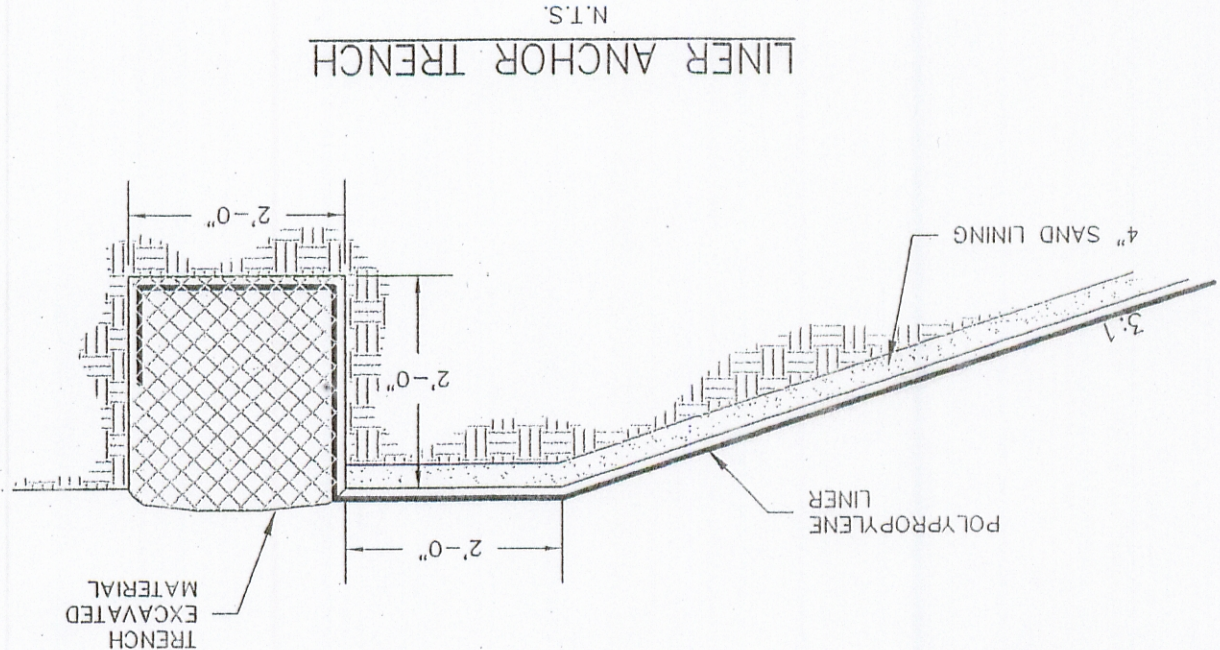 TRENCH
EXCAVATED
MATERIAL
2'-0"
POLYPROPYLENE
LINER
2'-0"
3:1
4" SAND LINING
2'-0"
LINER ANCHOR TRENCH
N.T.S.